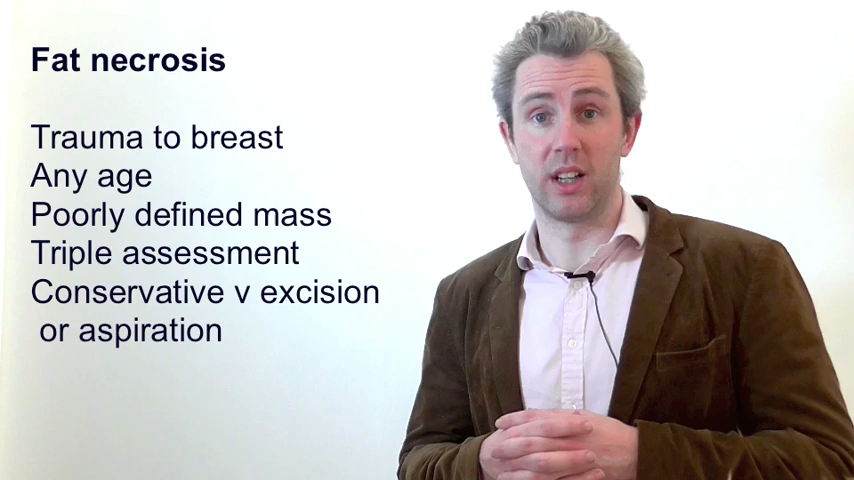 Fat necrosis
Trauma to breast
Any age
Poorly defined mass
Triple assessment
Conservative v excision
or aspiration